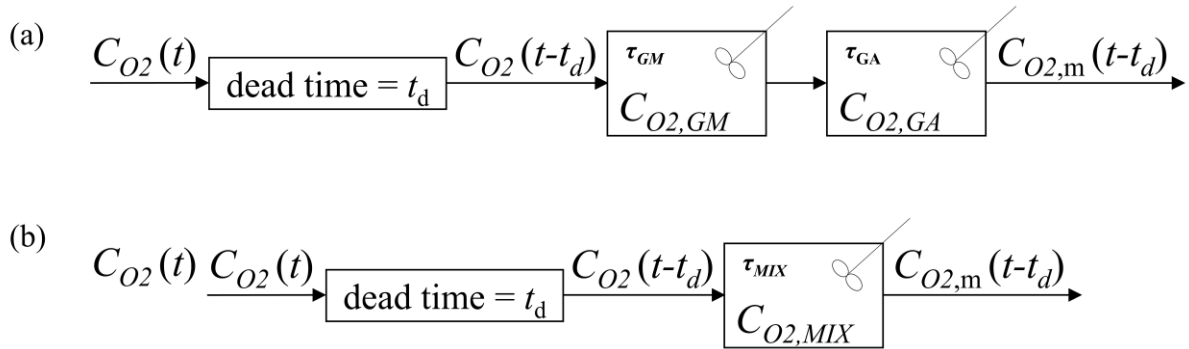 (a)
C_{O2}(t) dead time = t_d C_{O2}(t-t_d) τ_{GM} C_{O2,GM} τ_{GA} C_{O2,GA} C_{O2,m}(t-t_d)
(b)
C_{O2}(t) C_{O2}(t) dead time = t_d C_{O2}(t-t_d) τ_{MIX} C_{O2,MIX} C_{O2,m}(t-t_d)